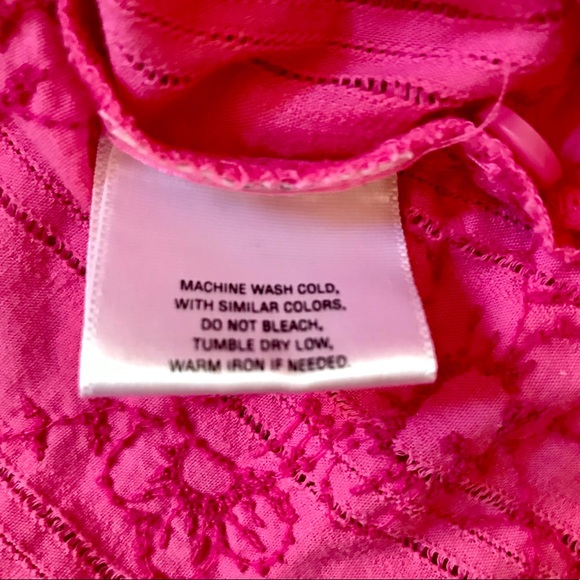 MACHINE WASH COLD,
WITH SIMILAR COLORS,
DO NOT BLEACH,
TUMBLE DRY LOW,
WARM IRON IF NEEDED.